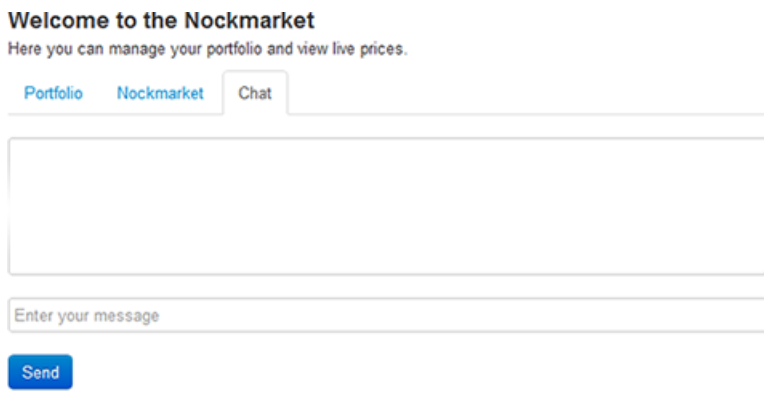 Welcome to the Nockmarket
Here you can manage your portfolio and view live prices.
Portfolio Nockmarket Chat
Enter your message
Send